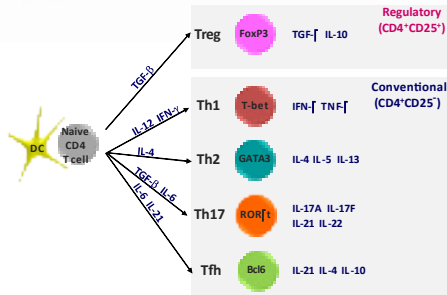 Regulatory
(CD4⁺CD25⁺)
Treg
FoxP3
TGF-⌈ IL-10
TGF-β
Conventional
(CD4⁺CD25⁻)
Th1
T-bet
IFN-⌈ TNF-⌈
IL-12 IFN-γ
DC
Naive
CD4
T cell
IL-4
Th2
GATA3
IL-4 IL-5 IL-13
TGF-β IL-6
IL-6 IL-21
Th17
ROR⌈t
IL-17A IL-17F
IL-21 IL-22
Tfh
Bcl6
IL-21 IL-4 IL-10